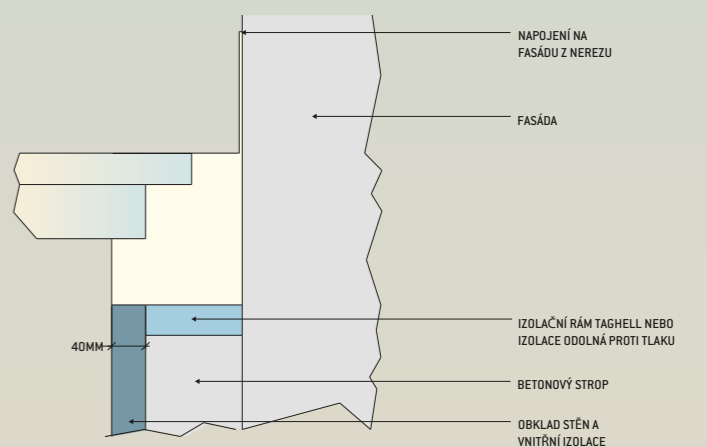 NAPOJENÍ NA
FASÁDU Z NEREZU
FASÁDA
IZOLAČNÍ RÁM TAGHELL NEBO
IZOLACE ODOLNÁ PROTI TLAKU
40MM
BETONOVÝ STROP
OBKLAD STĚN A
VNITŘNÍ IZOLACE